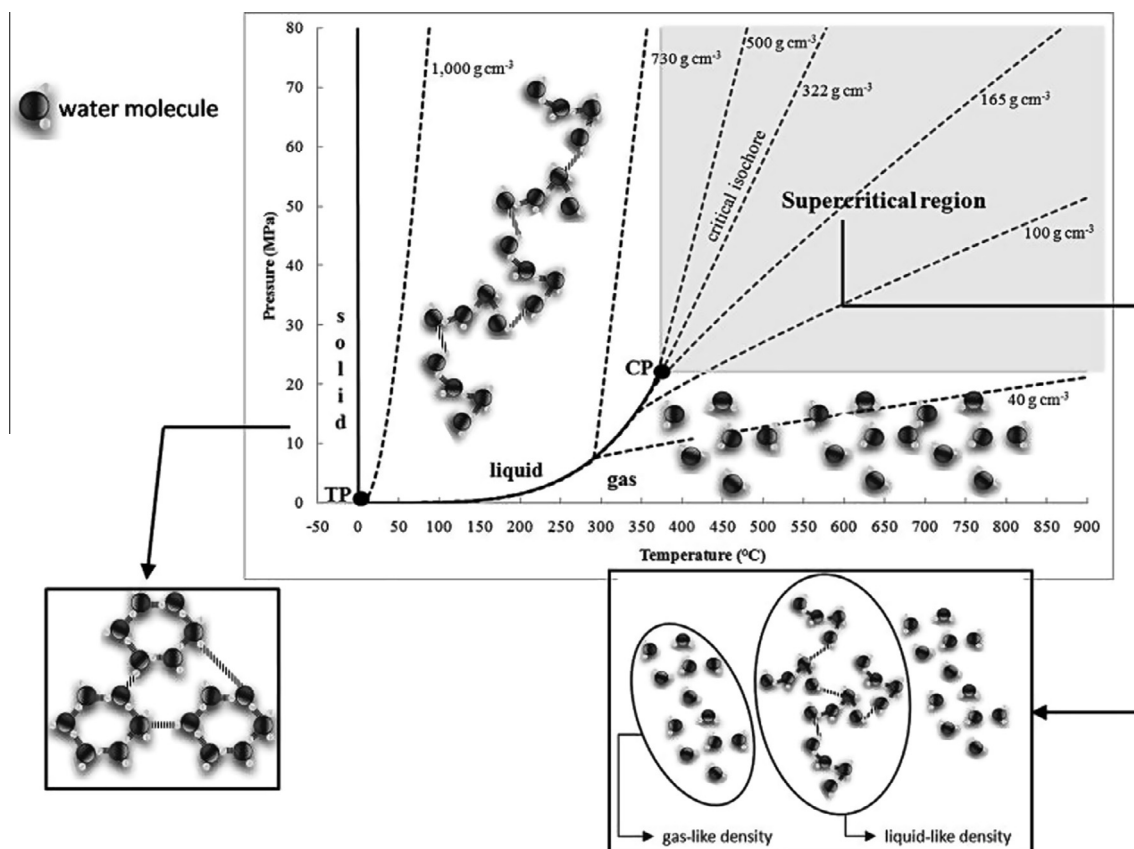 water molecule
80
70
60
50
40
30
20
10
0
Pressure (MPa)
-50 0 50 100 150 200 250 300 350 400 450 500 550 600 650 700 750 800 850 900
Temperature (⁰C)
1,000 g cm-3
730 g cm-3
500 g cm-3
322 g cm-3
165 g cm-3
critical isochore
Supercritical region
100 g cm-3
solid
CP
40 g cm-3
liquid
gas
TP
gas-like density
liquid-like density